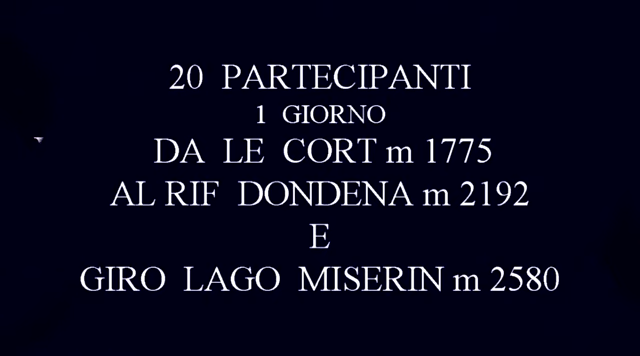 20 PARTECIPANTI
1 GIORNO
DA LE CORT m 1775
AL RIF DONDENA m 2192
E
GIRO LAGO MISERIN m 2580